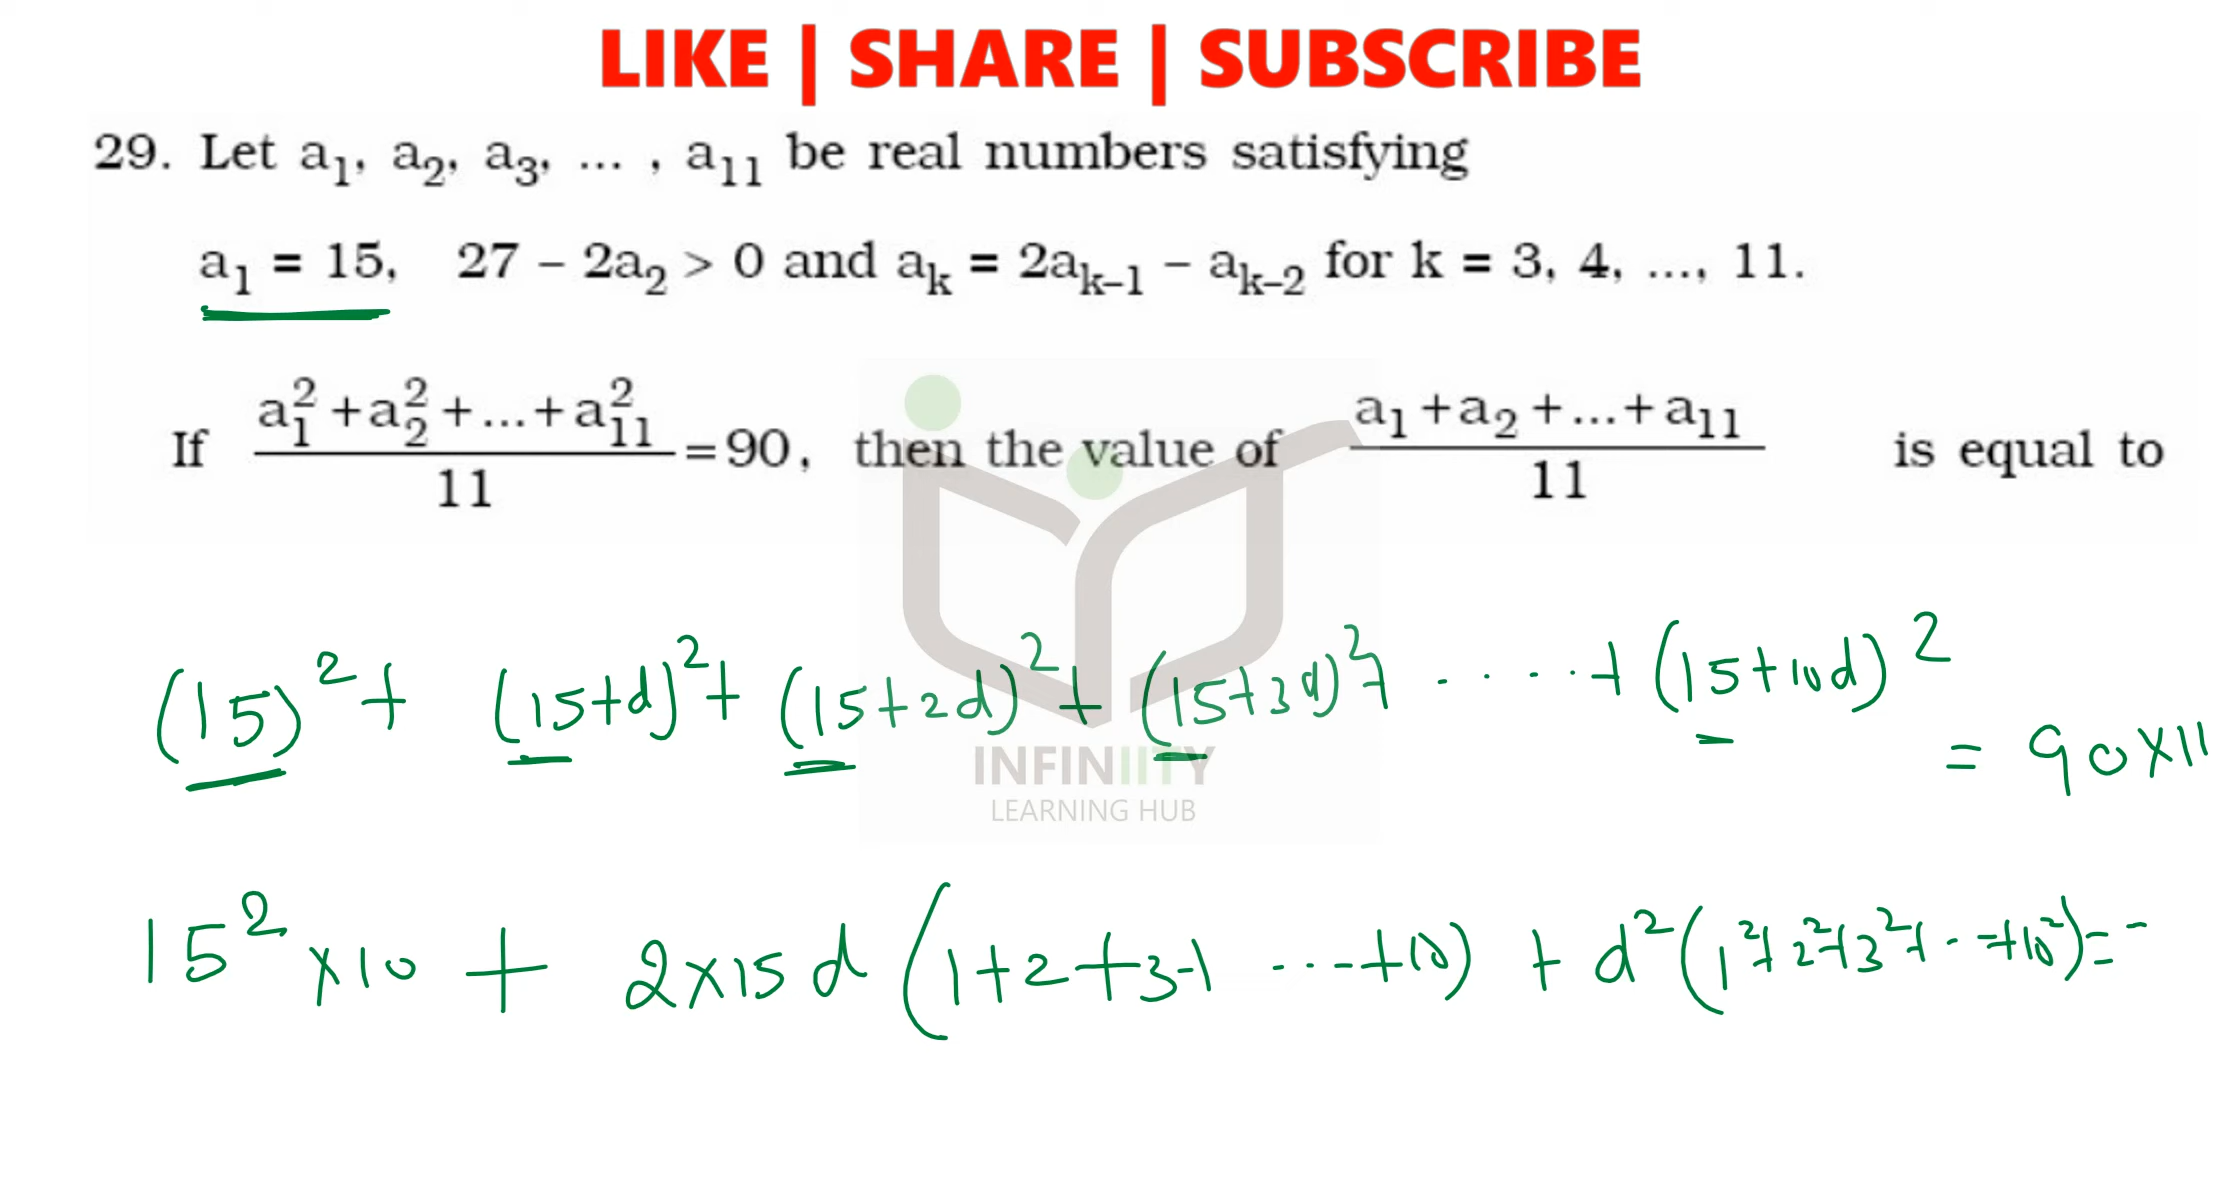 LIKE | SHARE | SUBSCRIBE
29. Let a₁, a₂, a₃, ... , a₁₁ be real numbers satisfying
a₁ = 15, 27 – 2a₂ > 0 and aₖ = 2aₖ₋₁ – aₖ₋₂ for k = 3, 4, ..., 11.
If (a₁²+a₂²+...+a₁₁²)/11 = 90, then the value of (a₁+a₂+...+a₁₁)/11 is equal to
(15)² + (15+d)² + (15+2d)² + (15+3d)² + ..... + (15+10d)²
= 90×11
INFINIITY
LEARNING HUB
15² ×10 + 2×15 d (1+2+3+ ...+10) + d² (1²+2²+3²+ ..+10²) = -